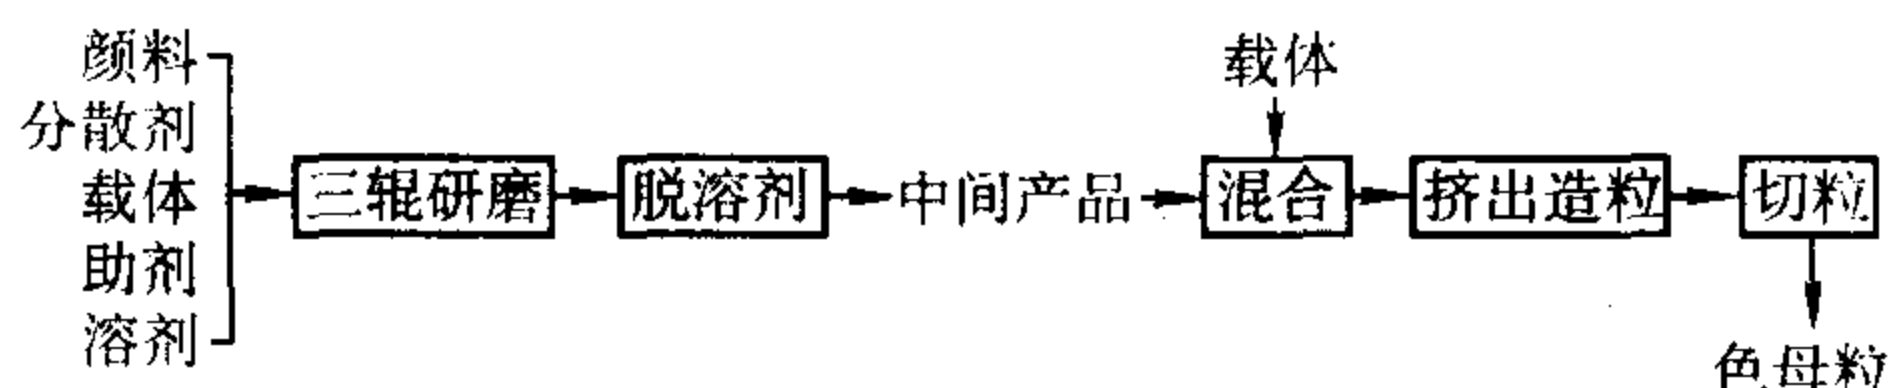 颜料
分散剂
载体
助剂
溶剂
三辊研磨
脱溶剂
中间产品
载体
混合
挤出造粒
切粒
色母粒